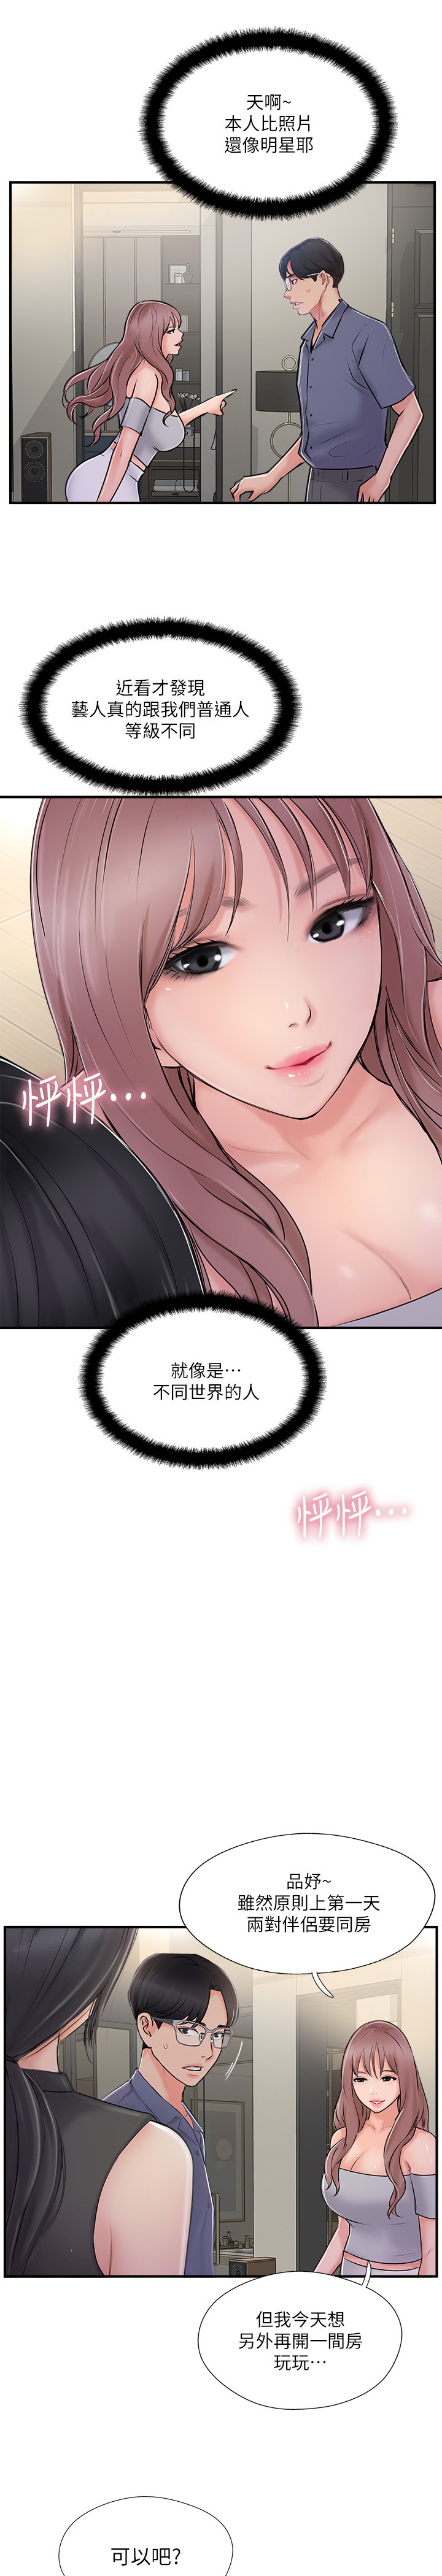 天啊~
本人比照片
還像明星耶
近看才發現
藝人真的跟我們普通人
等級不同
怦怦…
就像是…
不同世界的人
怦怦…
品妤~
雖然原則上第一天
兩對伴侶要同房
但我今天想
另外再開一間房
玩玩…
可以吧?